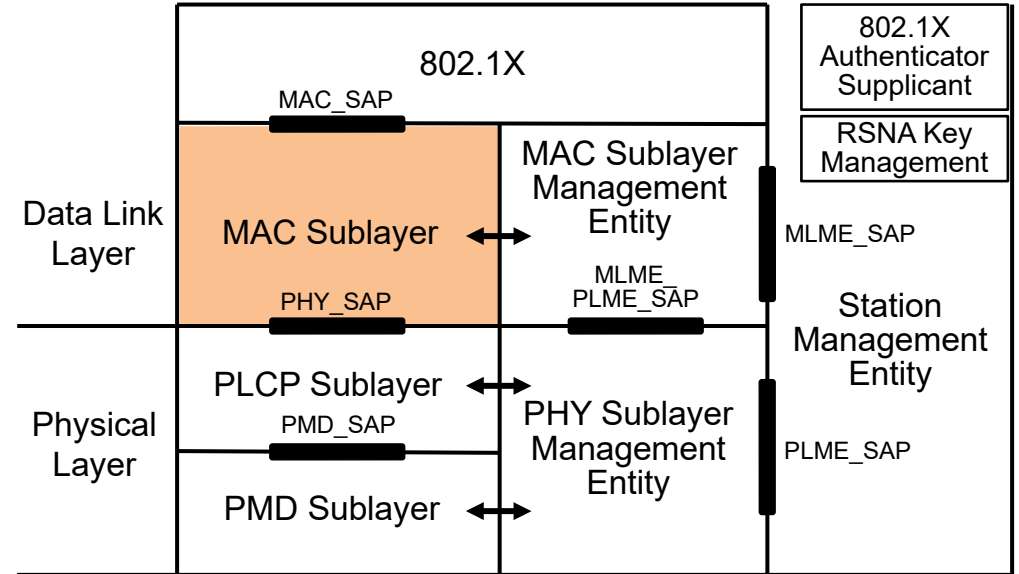 802.1X
MAC_SAP
802.1X
Authenticator
Supplicant
RSNA Key
Management
Data Link
Layer
MAC Sublayer
MAC Sublayer
Management
Entity
MLME_SAP
PHY_SAP
MLME_
PLME_SAP
Station
Management
Entity
Physical
Layer
PLCP Sublayer
PMD_SAP
PMD Sublayer
PHY Sublayer
Management
Entity
PLME_SAP